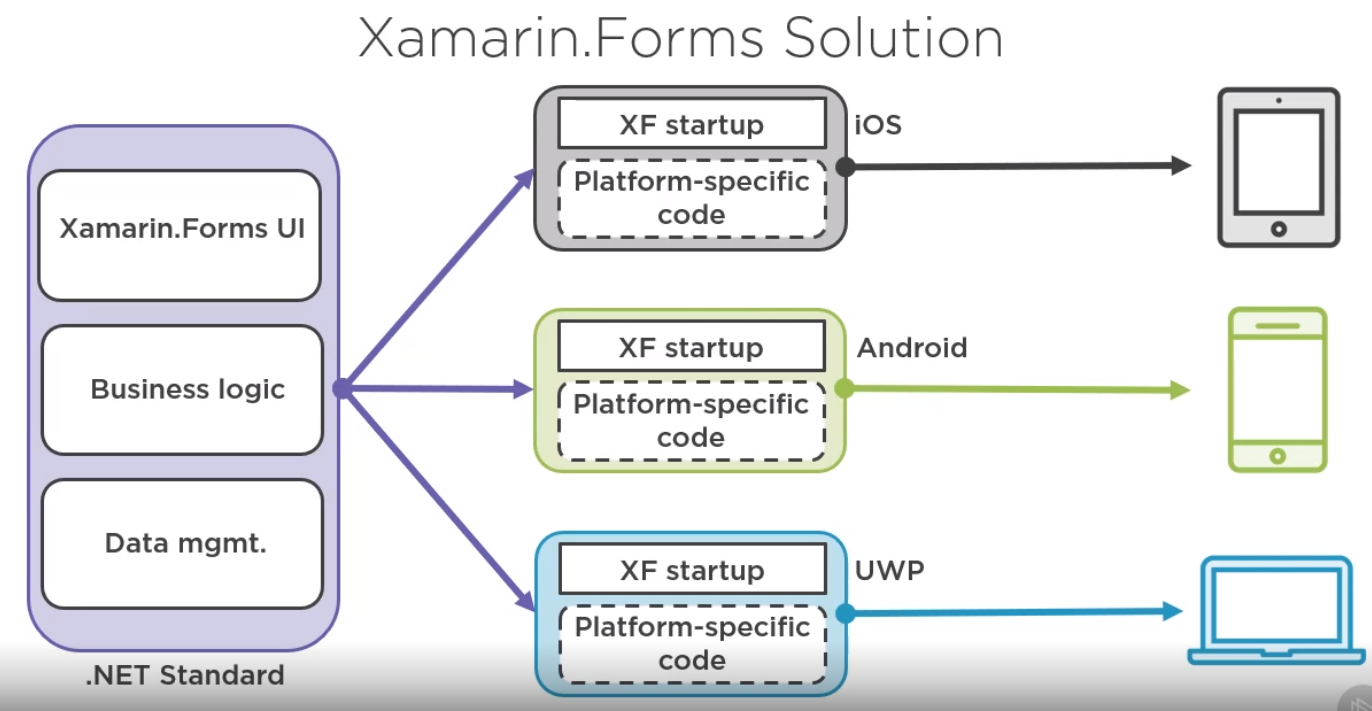 Xamarin.Forms Solution
Xamarin.Forms UI
Business logic
Data mgmt.
.NET Standard
XF startup
Platform-specific
code
iOS
XF startup
Platform-specific
code
Android
XF startup
Platform-specific
code
UWP